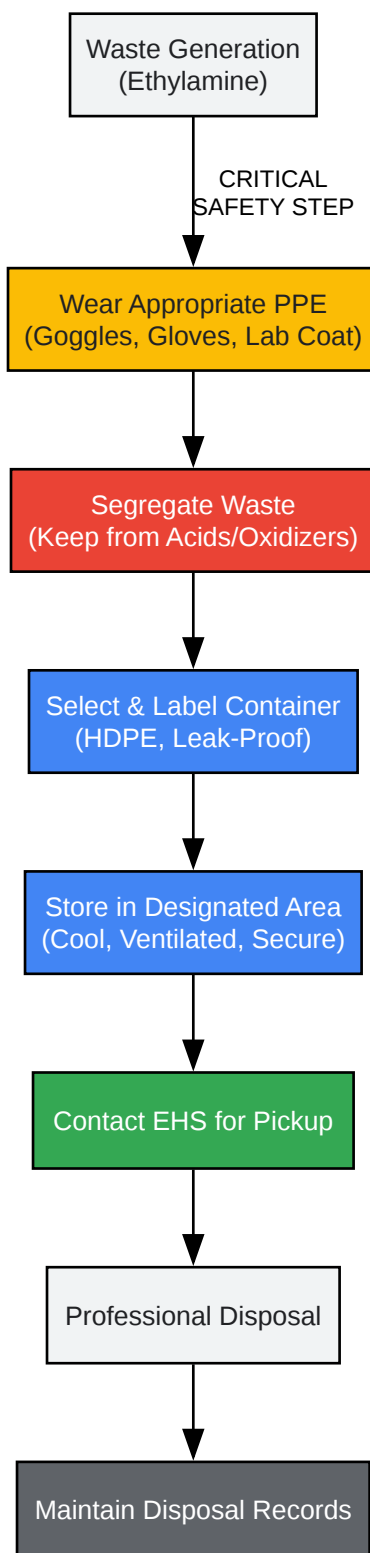 Waste Generation
(Ethylamine)
CRITICAL
SAFETY STEP
Wear Appropriate PPE
(Goggles, Gloves, Lab Coat)
Segregate Waste
(Keep from Acids/Oxidizers)
Select & Label Container
(HDPE, Leak-Proof)
Store in Designated Area
(Cool, Ventilated, Secure)
Contact EHS for Pickup
Professional Disposal
Maintain Disposal Records